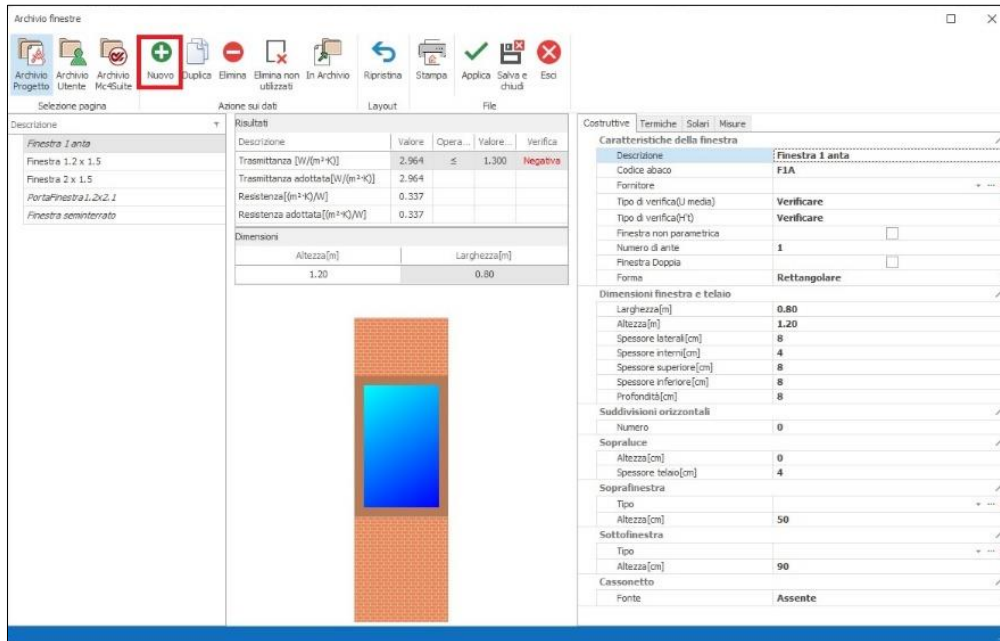 Archivio finestre
Archivio Progetto
Archivio Utente
Archivio Mc4Suite
Nuovo
Duplica
Elimina
Elimina non utilizzati
In Archivio
Ripristina
Stampa
Applica
Salva e chiudi
Esci
Selezione pagina
Azione sui dati
Layout
File
Descrizione
Finestra 1 anta
Finestra 1.2 x 1.5
Finestra 2 x 1.5
PortaFinestra1.2x2.1
Finestra seminterrato
Risultati
Descrizione Valore Opera... Valore... Verifica
Trasmittanza [W/(m²·K)] 2.964 ≤ 1.300 Negativa
Trasmittanza adottata[W/(m²·K)] 2.964
Resistenza[(m²·K)/W] 0.337
Resistenza adottata[(m²·K)/W] 0.337
Dimensioni
Altezza[m] Larghezza[m]
1.20 0.80
Costruttive Termiche Solari Misure
Caratteristiche della finestra
Descrizione Finestra 1 anta
Codice abaco F1A
Fornitore
Tipo di verifica(U media) Verificare
Tipo di verifica(H't) Verificare
Finestra non parametrica
Numero di ante 1
Finestra Doppia
Forma Rettangolare
Dimensioni finestra e telaio
Larghezza[m] 0.80
Altezza[m] 1.20
Spessore laterali[cm] 8
Spessore interni[cm] 4
Spessore superiore[cm] 8
Spessore inferiore[cm] 8
Profondità[cm] 8
Suddivisioni orizzontali
Numero 0
Sopraluce
Altezza[cm] 0
Spessore telaio[cm] 4
Soprafinestra
Tipo
Altezza[cm] 50
Sottofinestra
Tipo
Altezza[cm] 90
Cassonetto
Fonte Assente